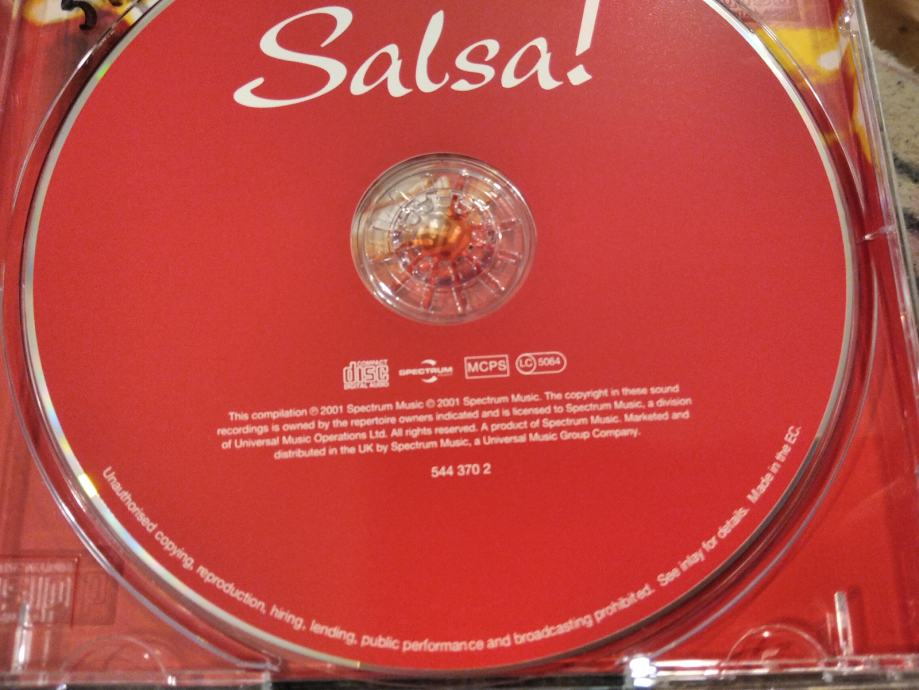 Salsa!
COMPACT
disc
DIGITAL AUDIO
SPECTRUM
MCPS
LC 5064
This compilation ℗ 2001 Spectrum Music © 2001 Spectrum Music. The copyright in these sound
recordings is owned by the repertoire owners indicated and is licensed to Spectrum Music, a division
of Universal Music Operations Ltd. All rights reserved. A product of Spectrum Music. Marketed and
distributed in the UK by Spectrum Music, a Universal Music Group Company.
544 370 2
Unauthorised copying, reproduction, hiring, lending, public performance and broadcasting prohibited. See inlay for details. Made in the EC.